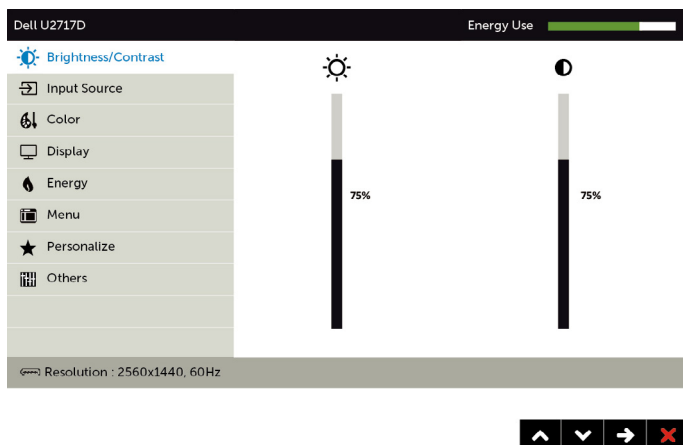 Dell U2717D Energy Use
Brightness/Contrast
Input Source
Color
Display
Energy
75% 75%
Menu
Personalize
Others
Resolution : 2560x1440, 60Hz